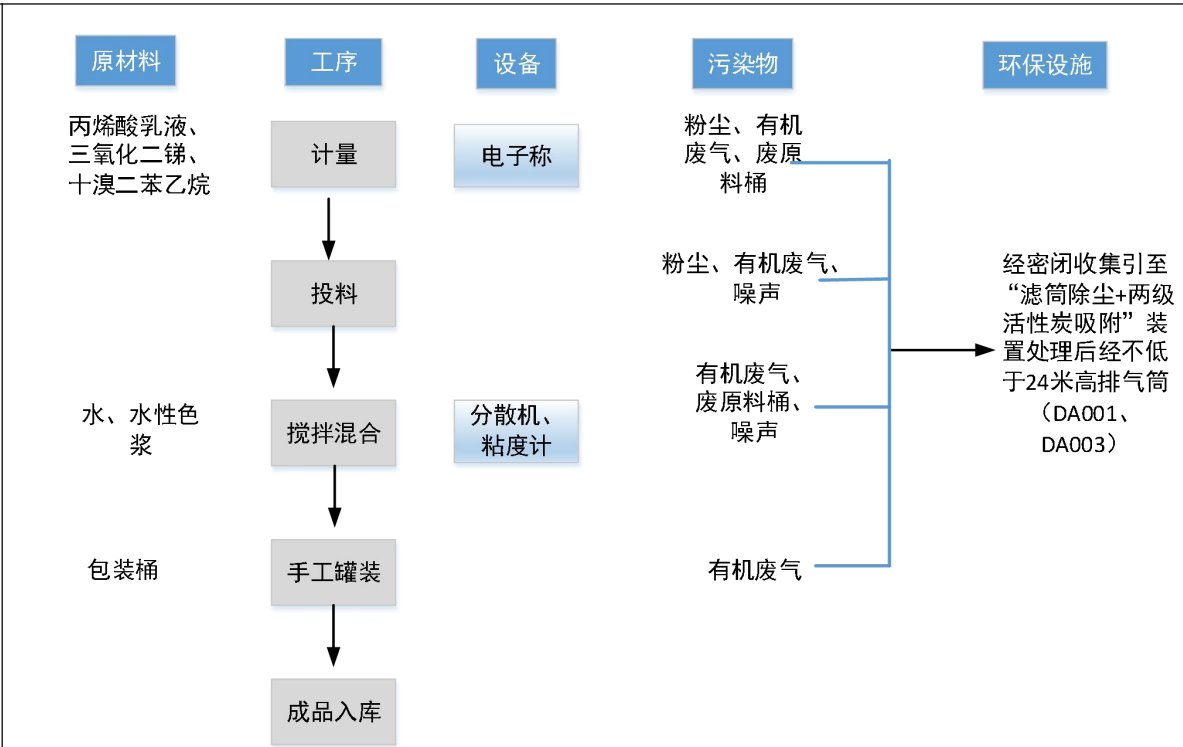 原材料
工序
设备
污染物
环保设施
丙烯酸乳液、
三氧化二锑、
十溴二苯乙烷
计量
电子称
粉尘、有机
废气、废原
料桶
投料
粉尘、有机废气、
噪声
经密闭收集引至
“滤筒除尘+两级
活性炭吸附”装
置处理后经不低
于24米高排气筒
（DA001、
DA003）
水、水性色
浆
搅拌混合
分散机、
粘度计
有机废气、
废原料桶、
噪声
包装桶
手工罐装
有机废气
成品入库